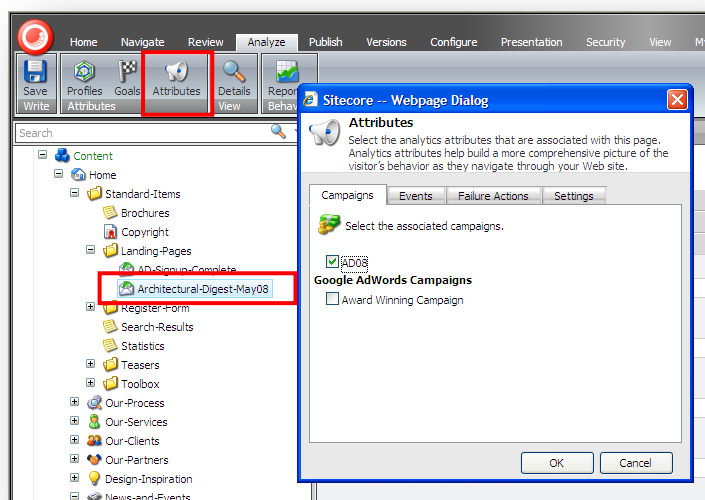 Home Navigate Review Analyze Publish Versions Configure Presentation Security View
Save Profiles Goals Attributes Details
Write Attributes View
Search
Content
Home
Standard-Items
Brochures
Copyright
Landing-Pages
AD-Signup-Complete
Architectural-Digest-May08
Register-Form
Search-Results
Statistics
Teasers
Toolbox
Our-Process
Our-Services
Our-Clients
Our-Partners
Design-Inspiration
News-and-Events
Sitecore -- Webpage Dialog
Attributes
Select the analytics attributes that are associated with this page.
Analytics attributes help build a more comprehensive picture of the
visitor's behavior as they navigate through your Web site.
Campaigns Events Failure Actions Settings
Select the associated campaigns.
AD08
Google AdWords Campaigns
Award Winning Campaign
OK Cancel